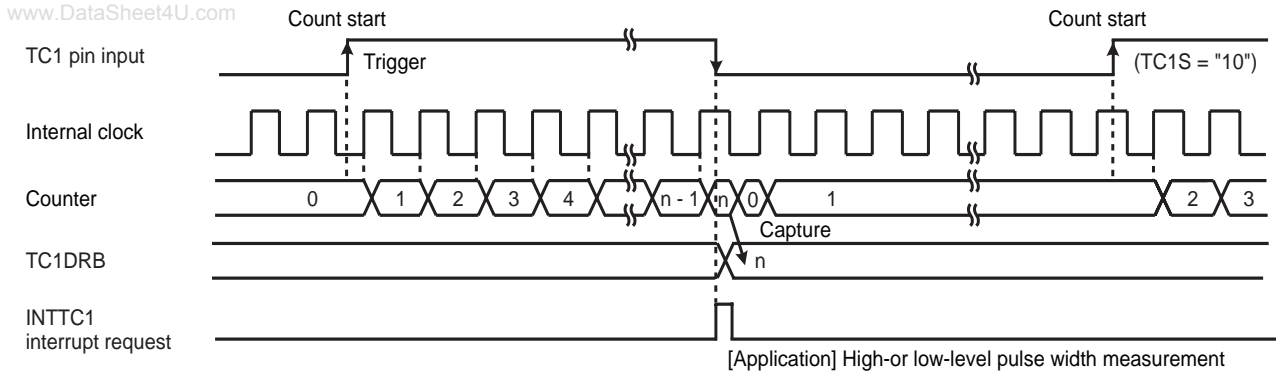 www.DataSheet4U.com
Count start
Count start
TC1 pin input
Trigger
(TC1S = "10")
Internal clock
Counter
0
1
2
3
4
n - 1
n
0
1
2
3
Capture
TC1DRB
n
INTTC1
interrupt request
[Application] High-or low-level pulse width measurement